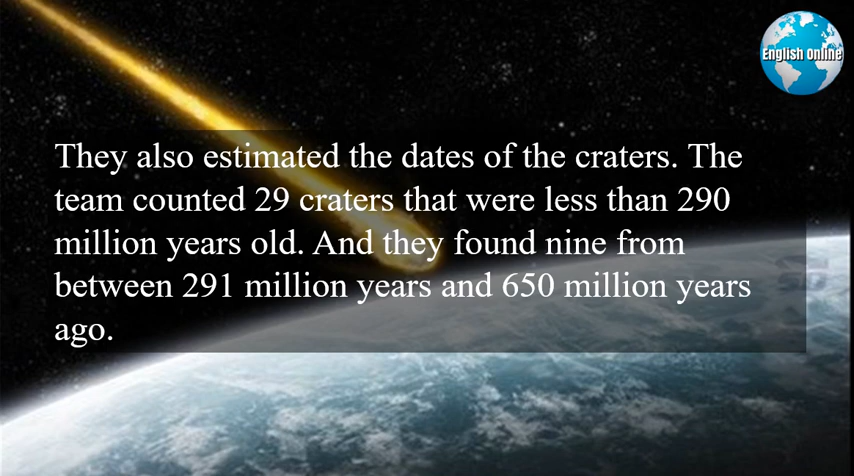 English Online
They also estimated the dates of the craters. The
team counted 29 craters that were less than 290
million years old. And they found nine from
between 291 million years and 650 million years
ago.